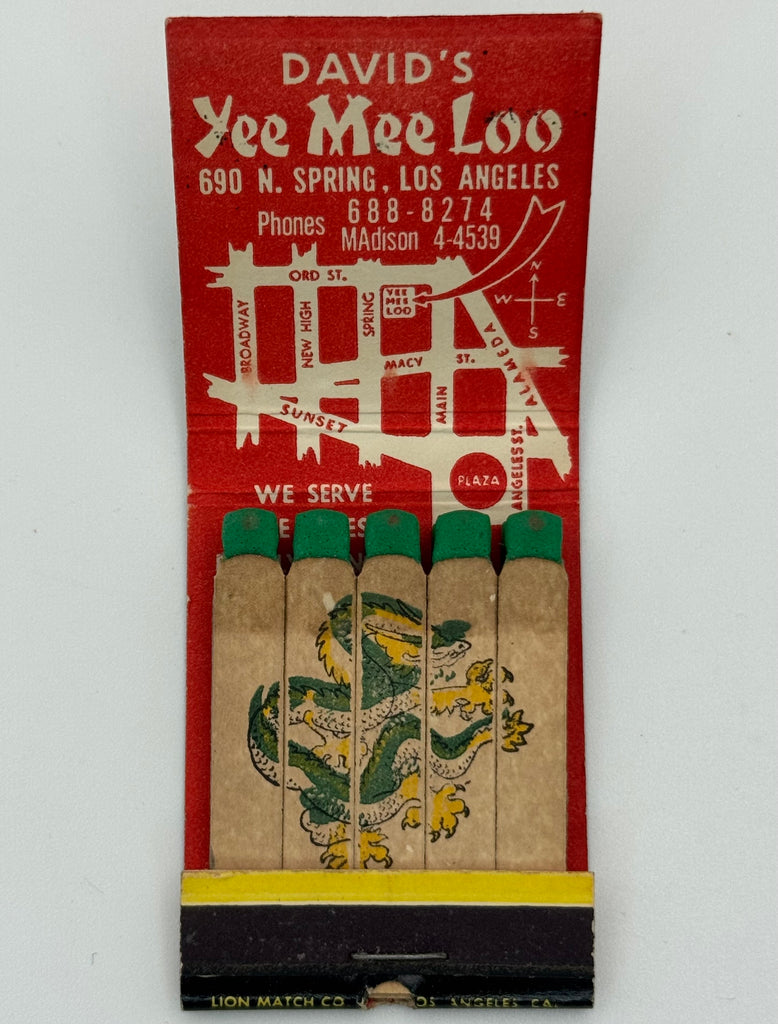 DAVID'S
Yee Mee Loo
690 N. SPRING, LOS ANGELES
Phones 688-8274
MAdison 4-4539
N
W E
S
ORD ST.
YEE
MEE
LOO
BROADWAY
NEW HIGH
SPRING
MACY ST.
ALAMEDA
MAIN
SUNSET
ANGELES ST.
PLAZA
WE SERVE
LION MATCH CO LOS ANGELES, CA.